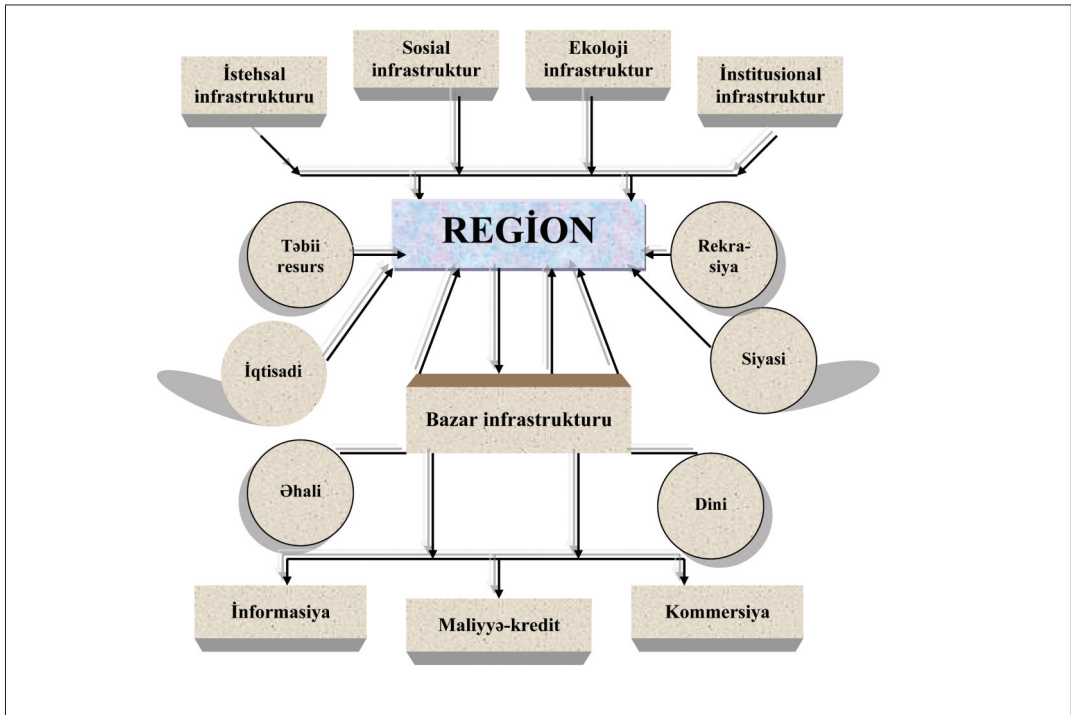 Sosial
infrastruktur
Ekoloji
infrastruktur
İstehsal
infrastrukturu
İnstitusional
infrastruktur
REGİON
Təbii
resurs
Rekra-
siya
İqtisadi
Siyasi
Bazar infrastrukturu
Əhali
Dini
İnformasiya
Maliyyə-kredit
Kommersiya